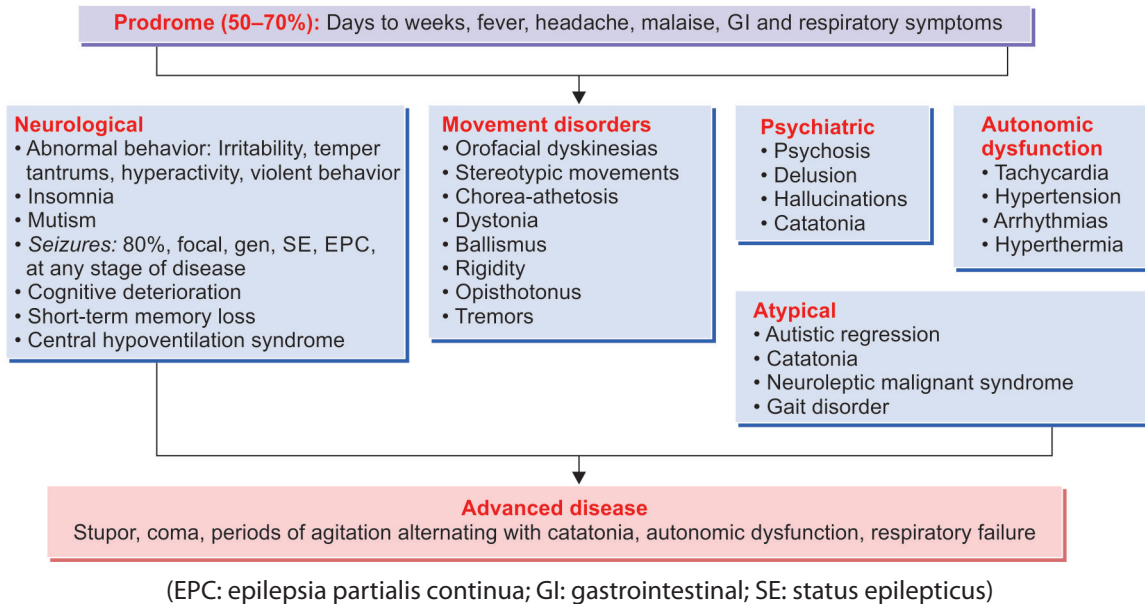 Prodrome (50–70%): Days to weeks, fever, headache, malaise, GI and respiratory symptoms
Neurological
• Abnormal behavior: Irritability, temper
tantrums, hyperactivity, violent behavior
• Insomnia
• Mutism
• Seizures: 80%, focal, gen, SE, EPC,
at any stage of disease
• Cognitive deterioration
• Short-term memory loss
• Central hypoventilation syndrome
Movement disorders
• Orofacial dyskinesias
• Stereotypic movements
• Chorea-athetosis
• Dystonia
• Ballismus
• Rigidity
• Opisthotonus
• Tremors
Psychiatric
• Psychosis
• Delusion
• Hallucinations
• Catatonia
Autonomic
dysfunction
• Tachycardia
• Hypertension
• Arrhythmias
• Hyperthermia
Atypical
• Autistic regression
• Catatonia
• Neuroleptic malignant syndrome
• Gait disorder
Advanced disease
Stupor, coma, periods of agitation alternating with catatonia, autonomic dysfunction, respiratory failure
(EPC: epilepsia partialis continua; GI: gastrointestinal; SE: status epilepticus)